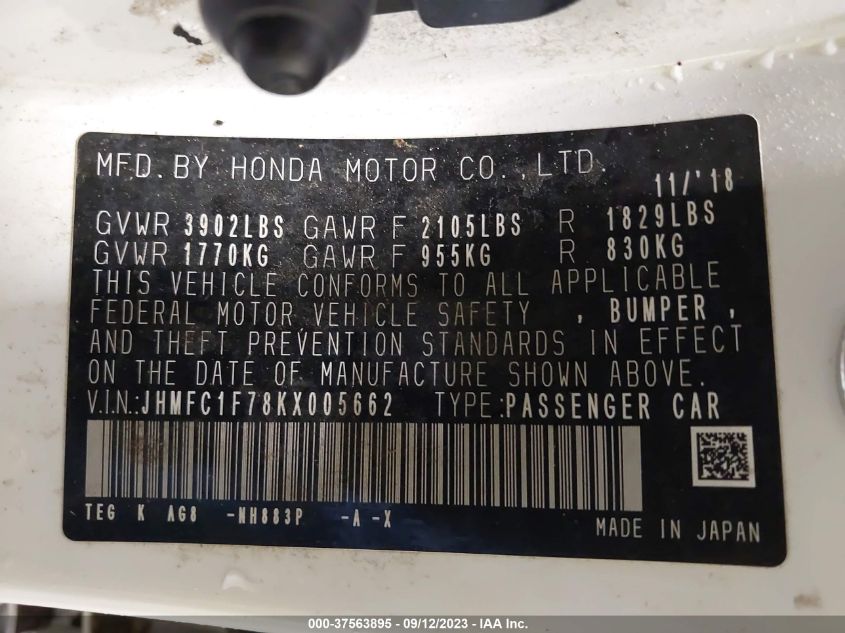 MFD. BY HONDA MOTOR CO., LTD. 11/'18
GVWR 3902LBS GAWR F 2105LBS R 1829LBS
GVWR 1770KG GAWR F 955KG R 830KG
THIS VEHICLE CONFORMS TO ALL APPLICABLE
FEDERAL MOTOR VEHICLE SAFETY , BUMPER ,
AND THEFT PREVENTION STANDARDS IN EFFECT
ON THE DATE OF MANUFACTURE SHOWN ABOVE.
V.I.N.:JHMFC1F78KX005662 TYPE:PASSENGER CAR
TEG K AG8 -NH883P -A -X
MADE IN JAPAN
000-37563895 - 09/12/2023 - IAA Inc.